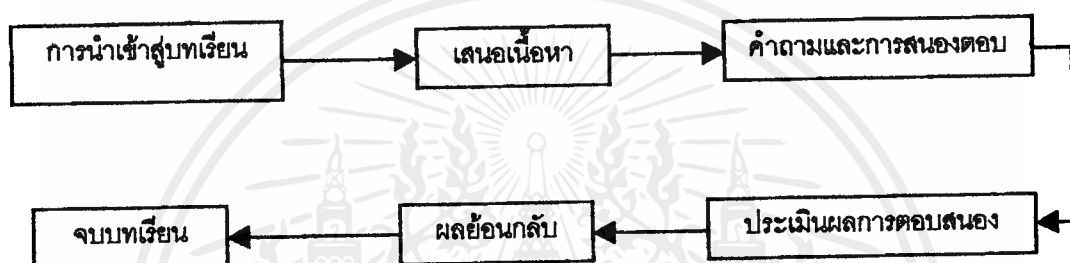 การนำเข้าสู่บทเรียน
เสนอเนื้อหา
คำถามและการสนองตอบ
ประเมินผลการตอบสนอง
ผลย้อนกลับ
จบบทเรียน